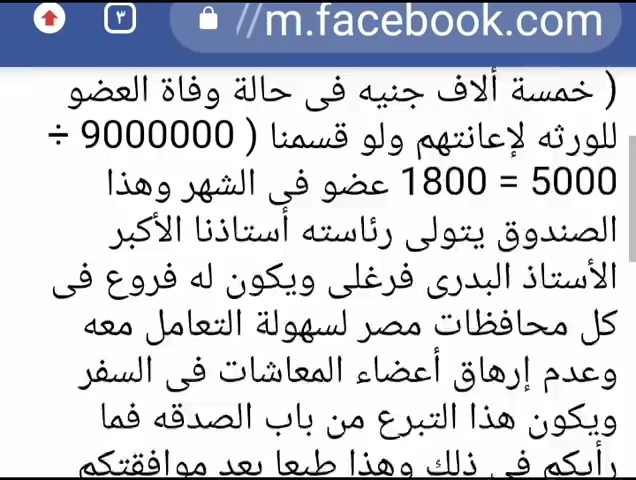 ٣
//m.facebook.com
( خمسة ألاف جنيه فى حالة وفاة العضو
للورثه لإعانتهم ولو قسمنا ( 9000000 ÷
5000 = 1800 عضو فى الشهر وهذا
الصندوق يتولى رئاسته أستاذنا الأكبر
الأستاذ البدرى فرغلى ويكون له فروع فى
كل محافظات مصر لسهولة التعامل معه
وعدم إرهاق أعضاء المعاشات فى السفر
ويكون هذا التبرع من باب الصدقه فما
رأيكم فى ذلك وهذا طبعا بعد موافقتكم